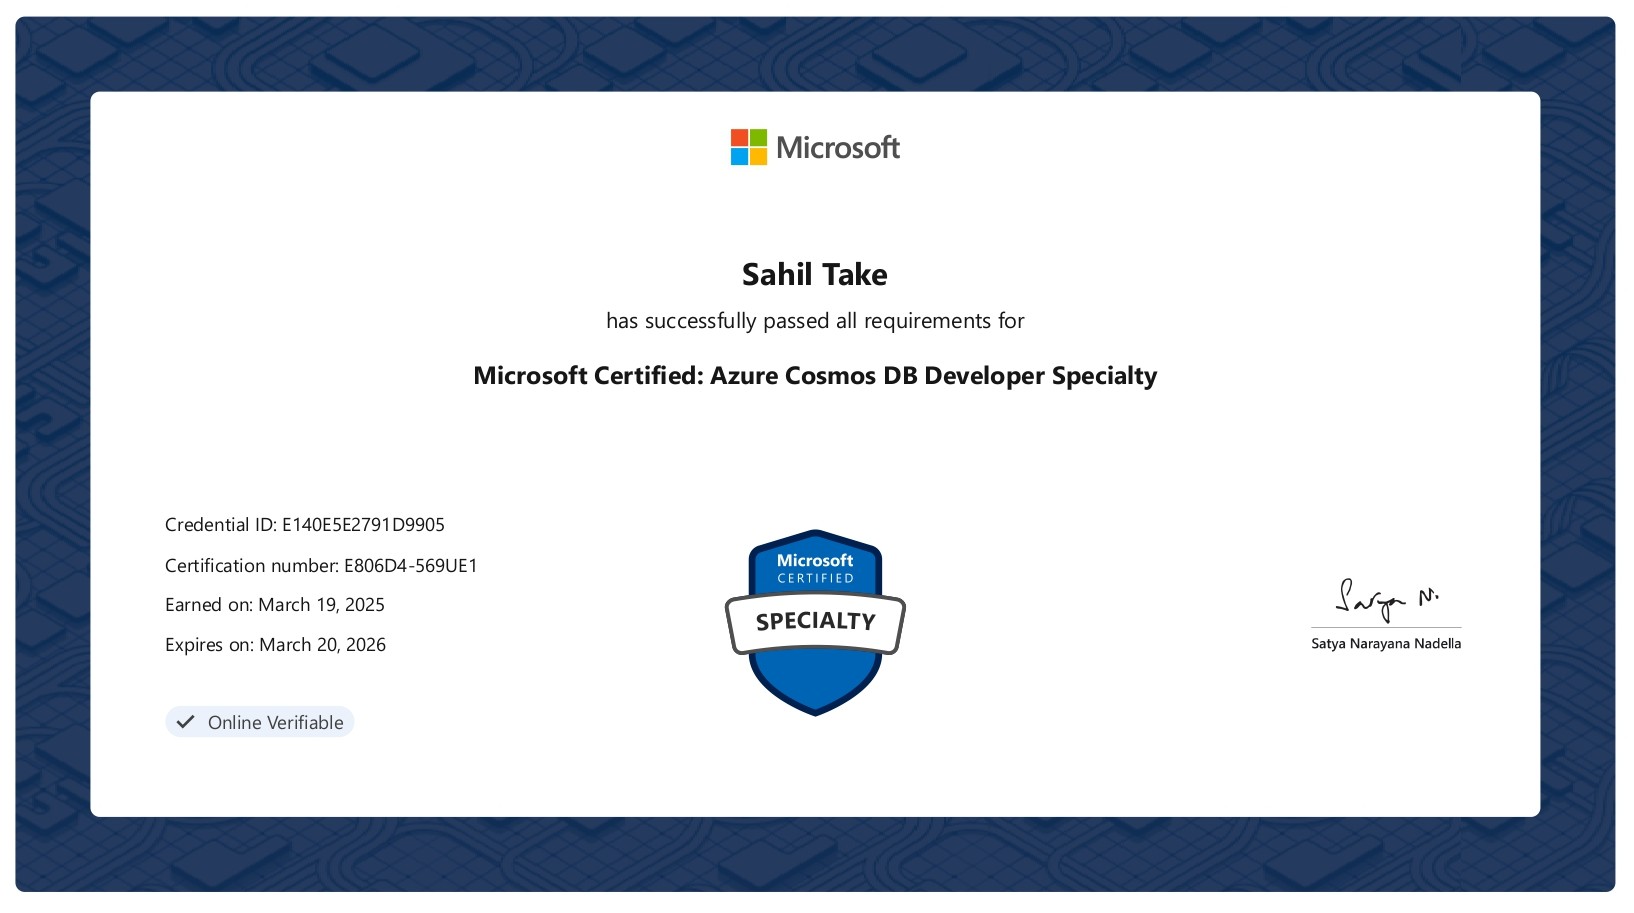 Microsoft
Sahil Take
has successfully passed all requirements for
Microsoft Certified: Azure Cosmos DB Developer Specialty
Credential ID: E140E5E2791D9905
Certification number: E806D4-569UE1
Earned on: March 19, 2025
Expires on: March 20, 2026
Online Verifiable
Microsoft
CERTIFIED
SPECIALTY
Satya N.
Satya Narayana Nadella